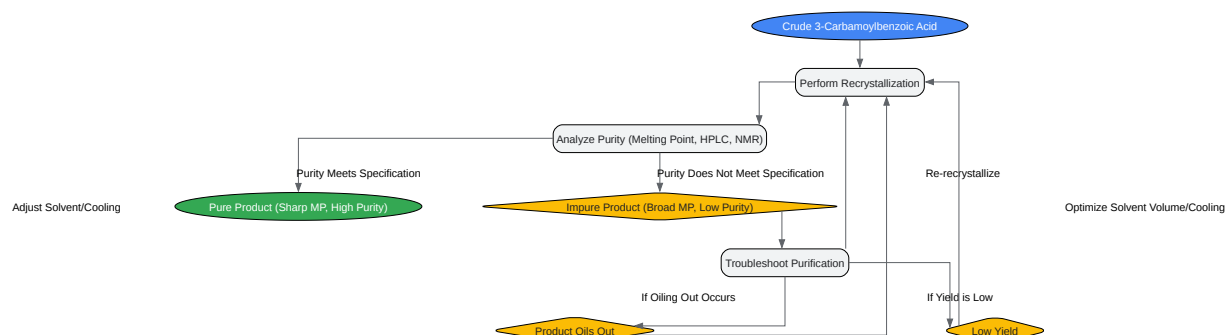 Crude 3-Carbamoylbenzoic Acid
Perform Recrystallization
Analyze Purity (Melting Point, HPLC, NMR)
Purity Meets Specification
Purity Does Not Meet Specification
Re-recrystallize
Adjust Solvent/Cooling
Pure Product (Sharp MP, High Purity)
Impure Product (Broad MP, Low Purity)
Optimize Solvent Volume/Cooling
Troubleshoot Purification
If Oiling Out Occurs
If Yield is Low
Product Oils Out
Low Yield